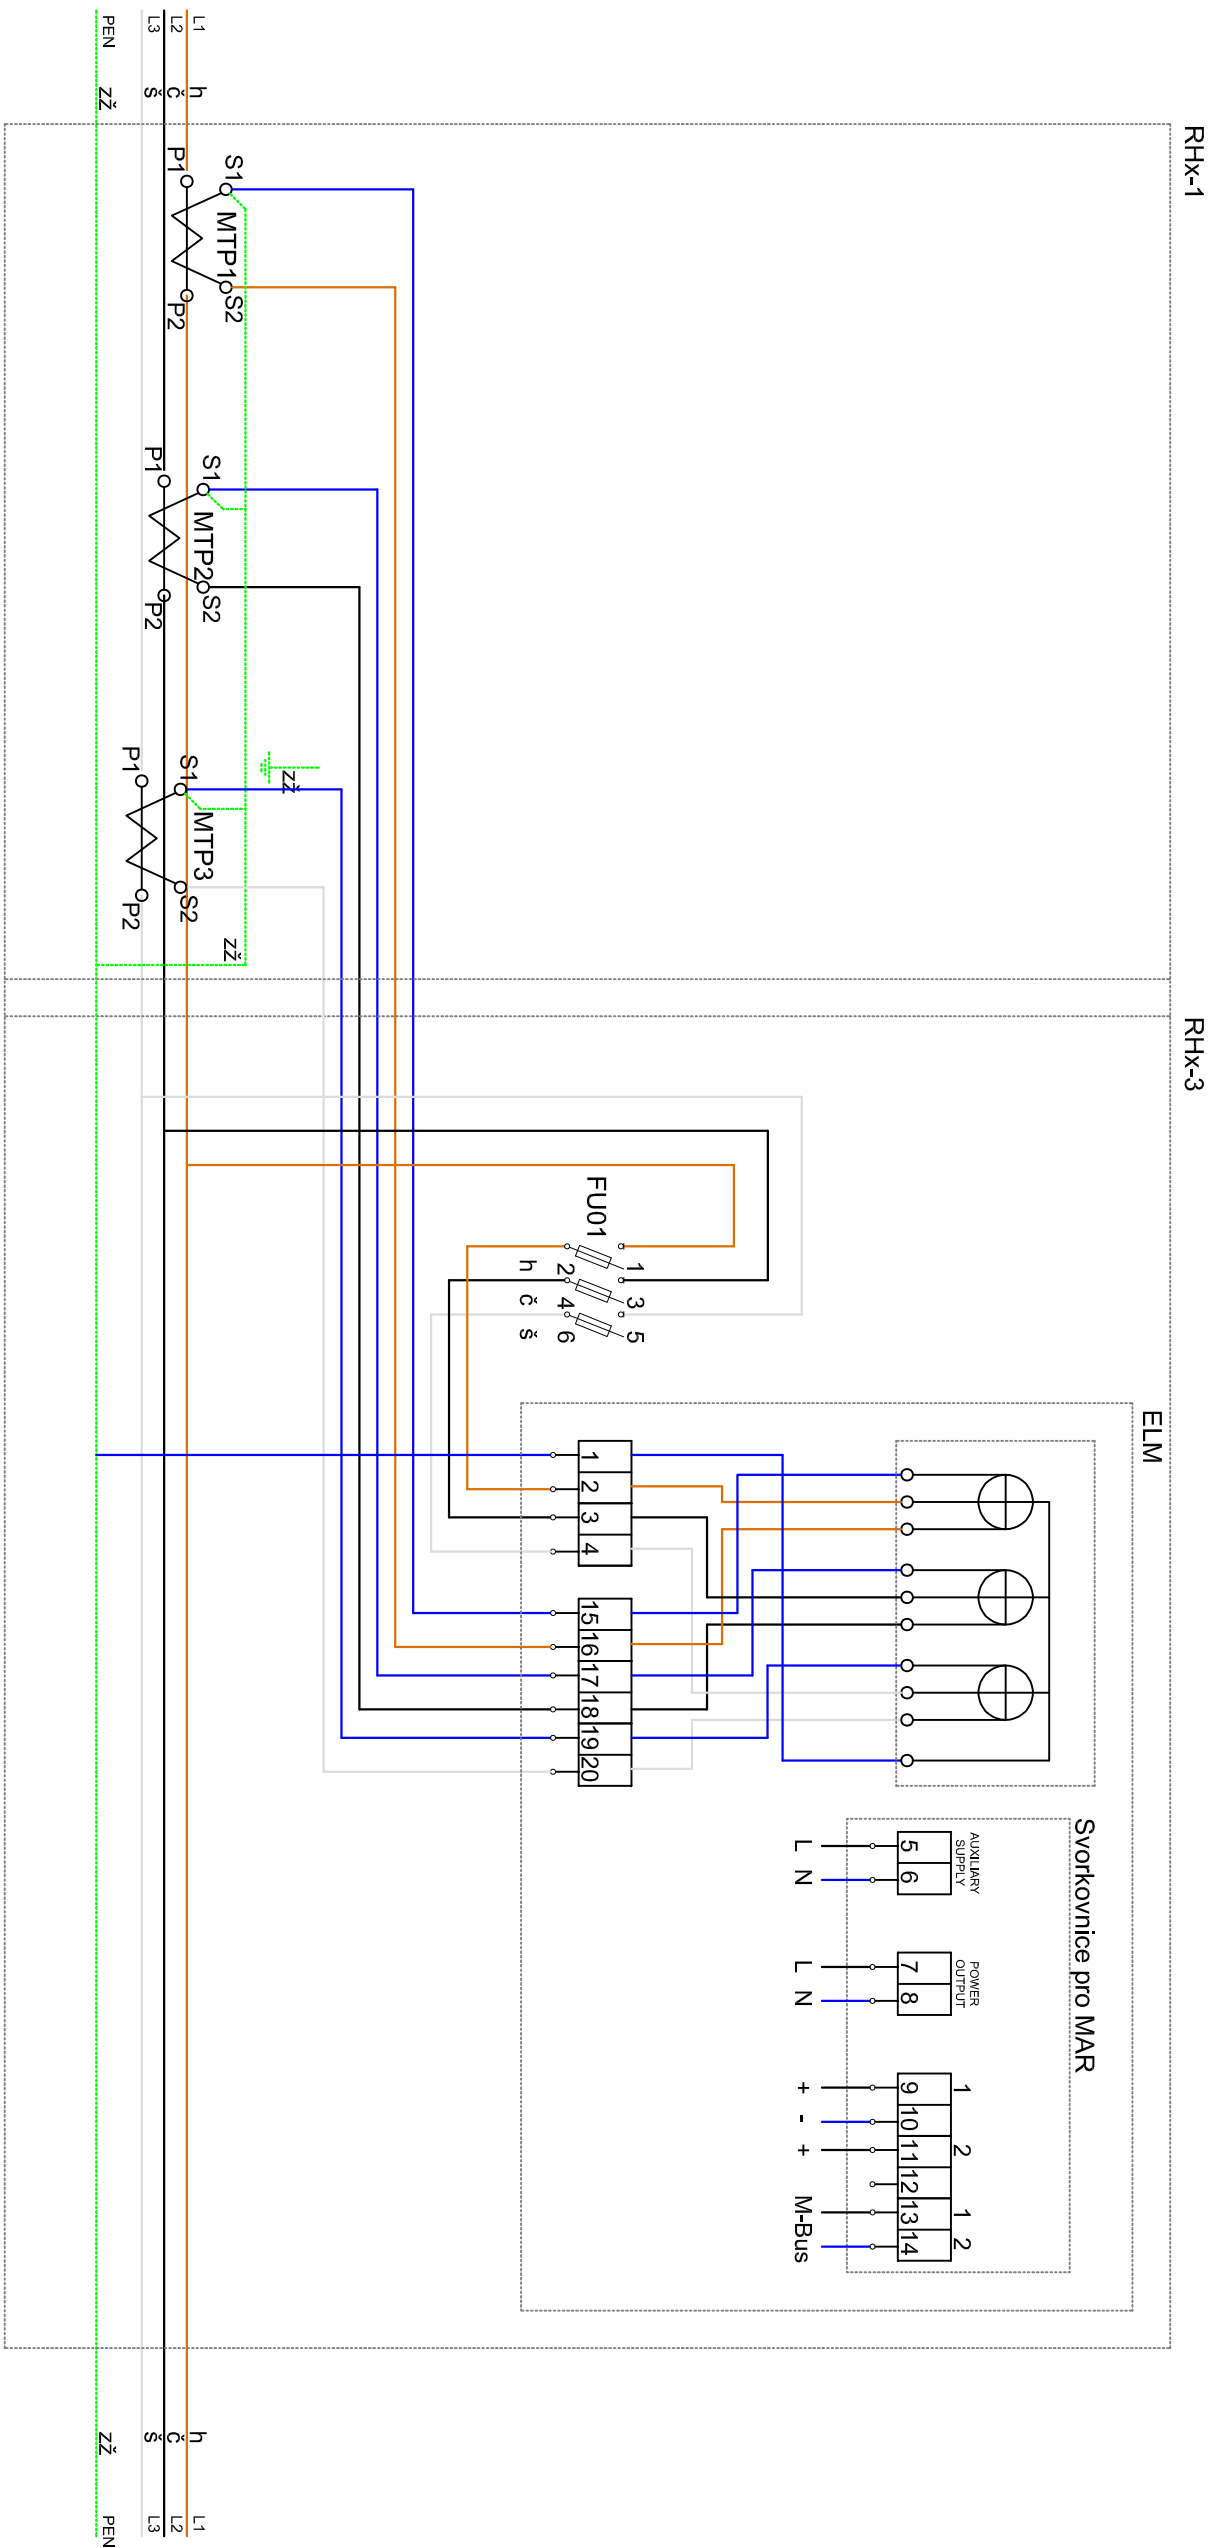 RHx-1
RHx-3
ELM
Svorkovnice pro MAR
AUXILIARY
SUPPLY
5 6
L N
POWER
OUTPUT
7 8
L N
1 2 1 2
9 10 11 12 13 14
+ - + M-Bus
FU01
1 3 5
2 4 6
h č š
1 2 3 4
15 16 17 18 19 20
S1 MTP1 S2
P1 P2
S1 MTP2 S2
P1 P2
S1 MTP3 S2
P1 P2
zž
zž
L1 h
L2 č
L3 š
PEN zž
h L1
č L2
š L3
zž PEN